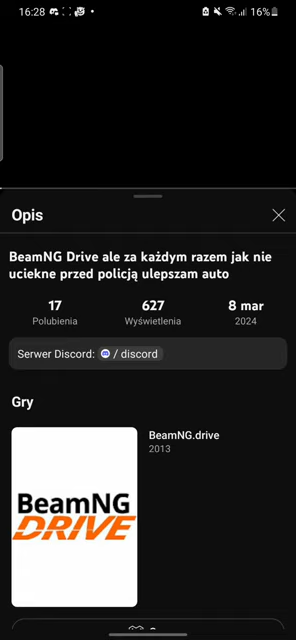 16:28
16%
Opis
BeamNG Drive ale za każdym razem jak nie
uciekne przed policją ulepszam auto
17
627
8 mar
Polubienia
Wyświetlenia
2024
Serwer Discord: / discord
Gry
BeamNG.drive
2013
BeamNG
DRIVE